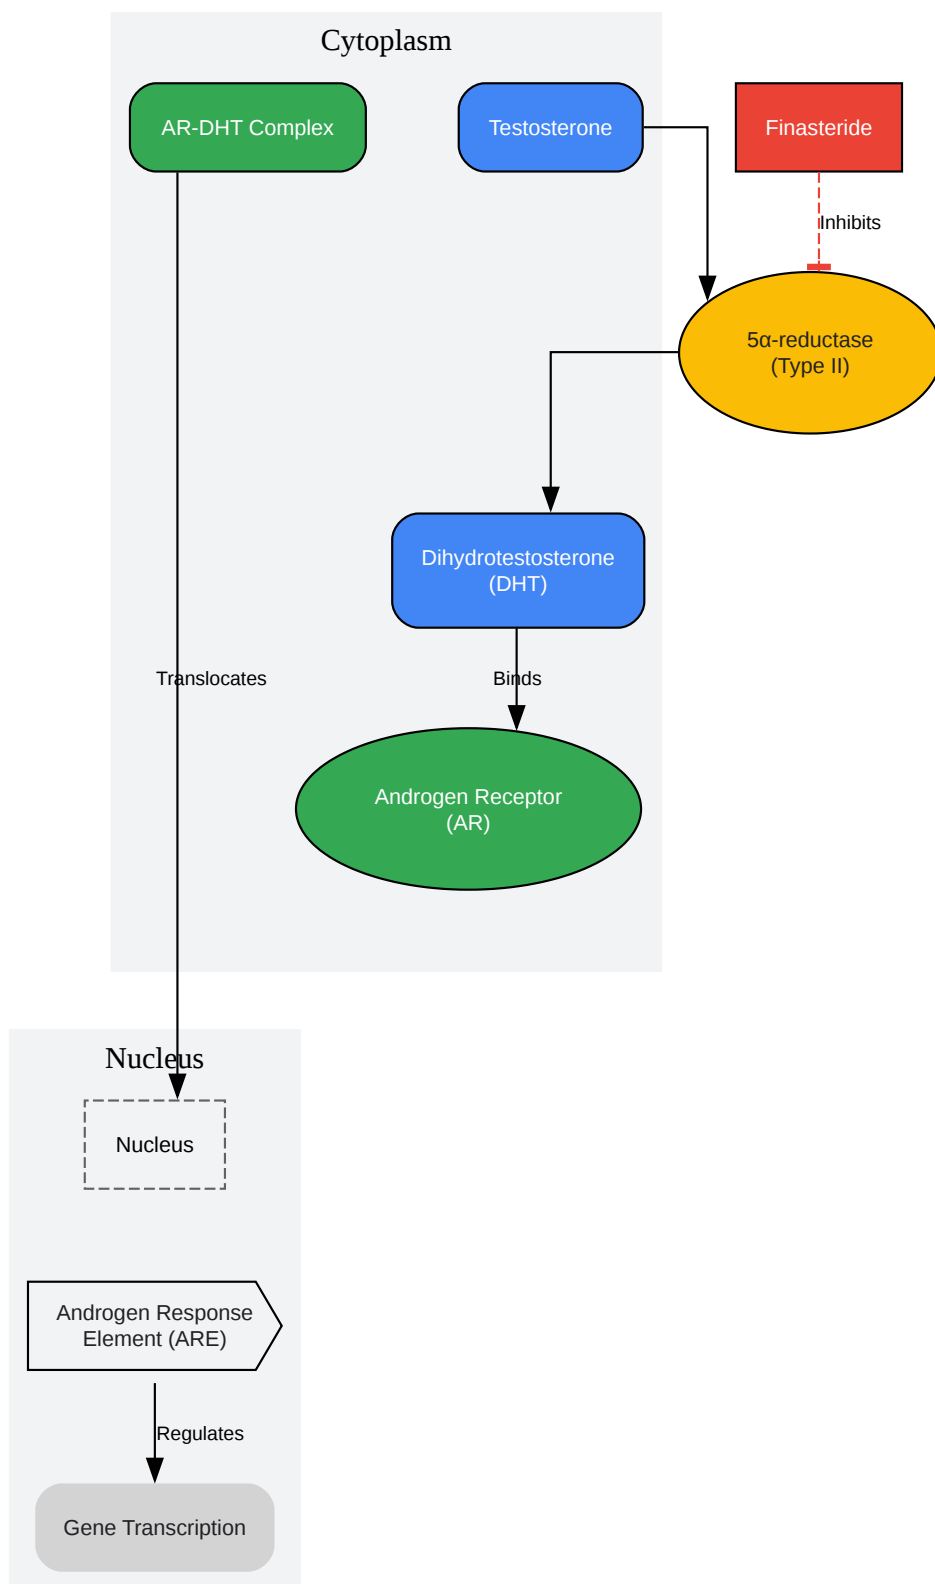 Cytoplasm
AR-DHT Complex
Testosterone
Finasteride
Inhibits
5α-reductase
(Type II)
Dihydrotestosterone
(DHT)
Translocates
Binds
Androgen Receptor
(AR)
Nucleus
Nucleus
Androgen Response
Element (ARE)
Regulates
Gene Transcription